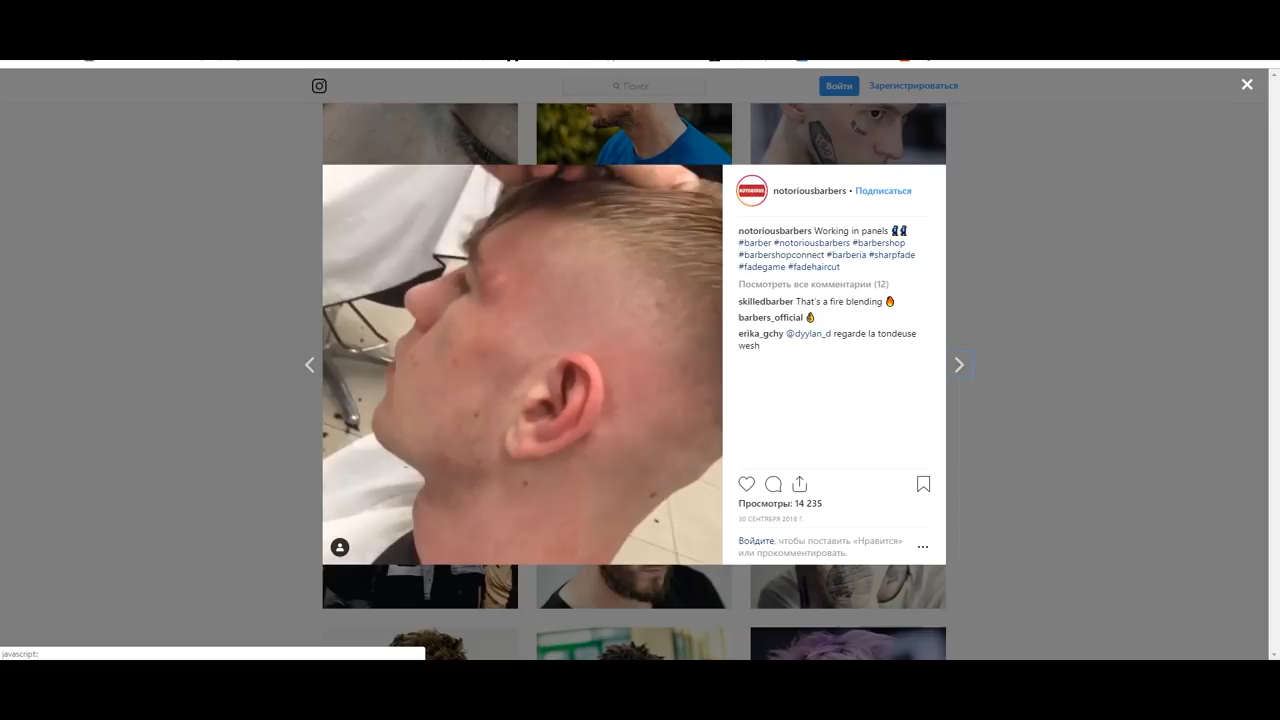 Поиск
Войти
Зарегистрироваться
NOTORIOUS
notoriousbarbers • Подписаться
notoriousbarbers Working in panels
#barber #notoriousbarbers #barbershop
#barbershopconnect #barberia #sharpfade
#fadegame #fadehaircut
Посмотреть все комментарии (12)
skilledbarber That's a fire blending 🔥
barbers_official 👌
erika_gchy @dyylan_d regarde la tondeuse
wesh
Просмотры: 14 235
30 СЕНТЯБРЯ 2018 Г.
Войдите, чтобы поставить «Нравится»
или прокомментировать.
javascript:;